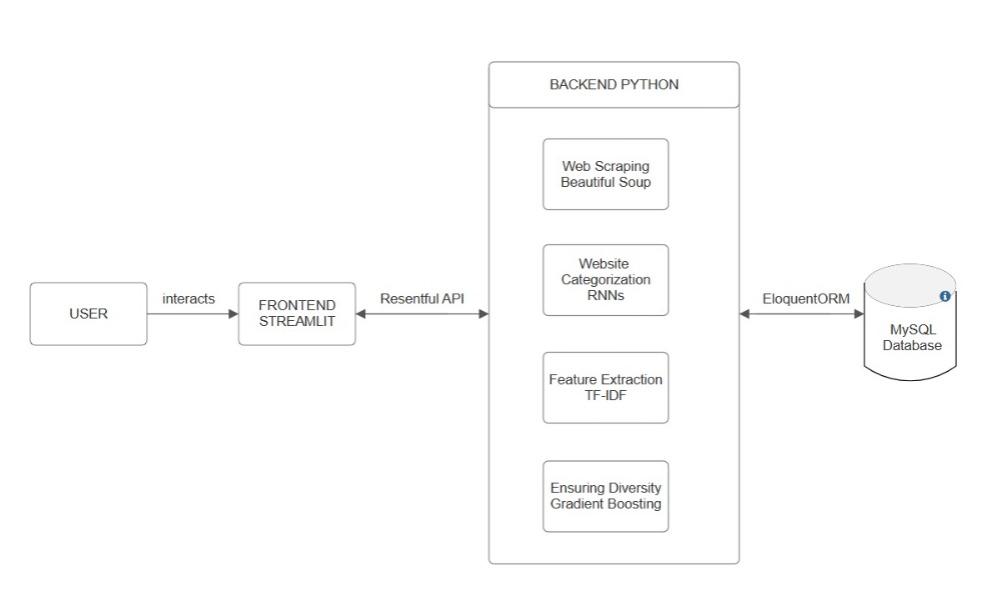 BACKEND PYTHON
Web Scraping
Beautiful Soup
Website
Categorization
RNNs
Feature Extraction
TF-IDF
Ensuring Diversity
Gradient Boosting
USER
interacts
FRONTEND
STREAMLIT
Resentful API
EloquentORM
MySQL
Database